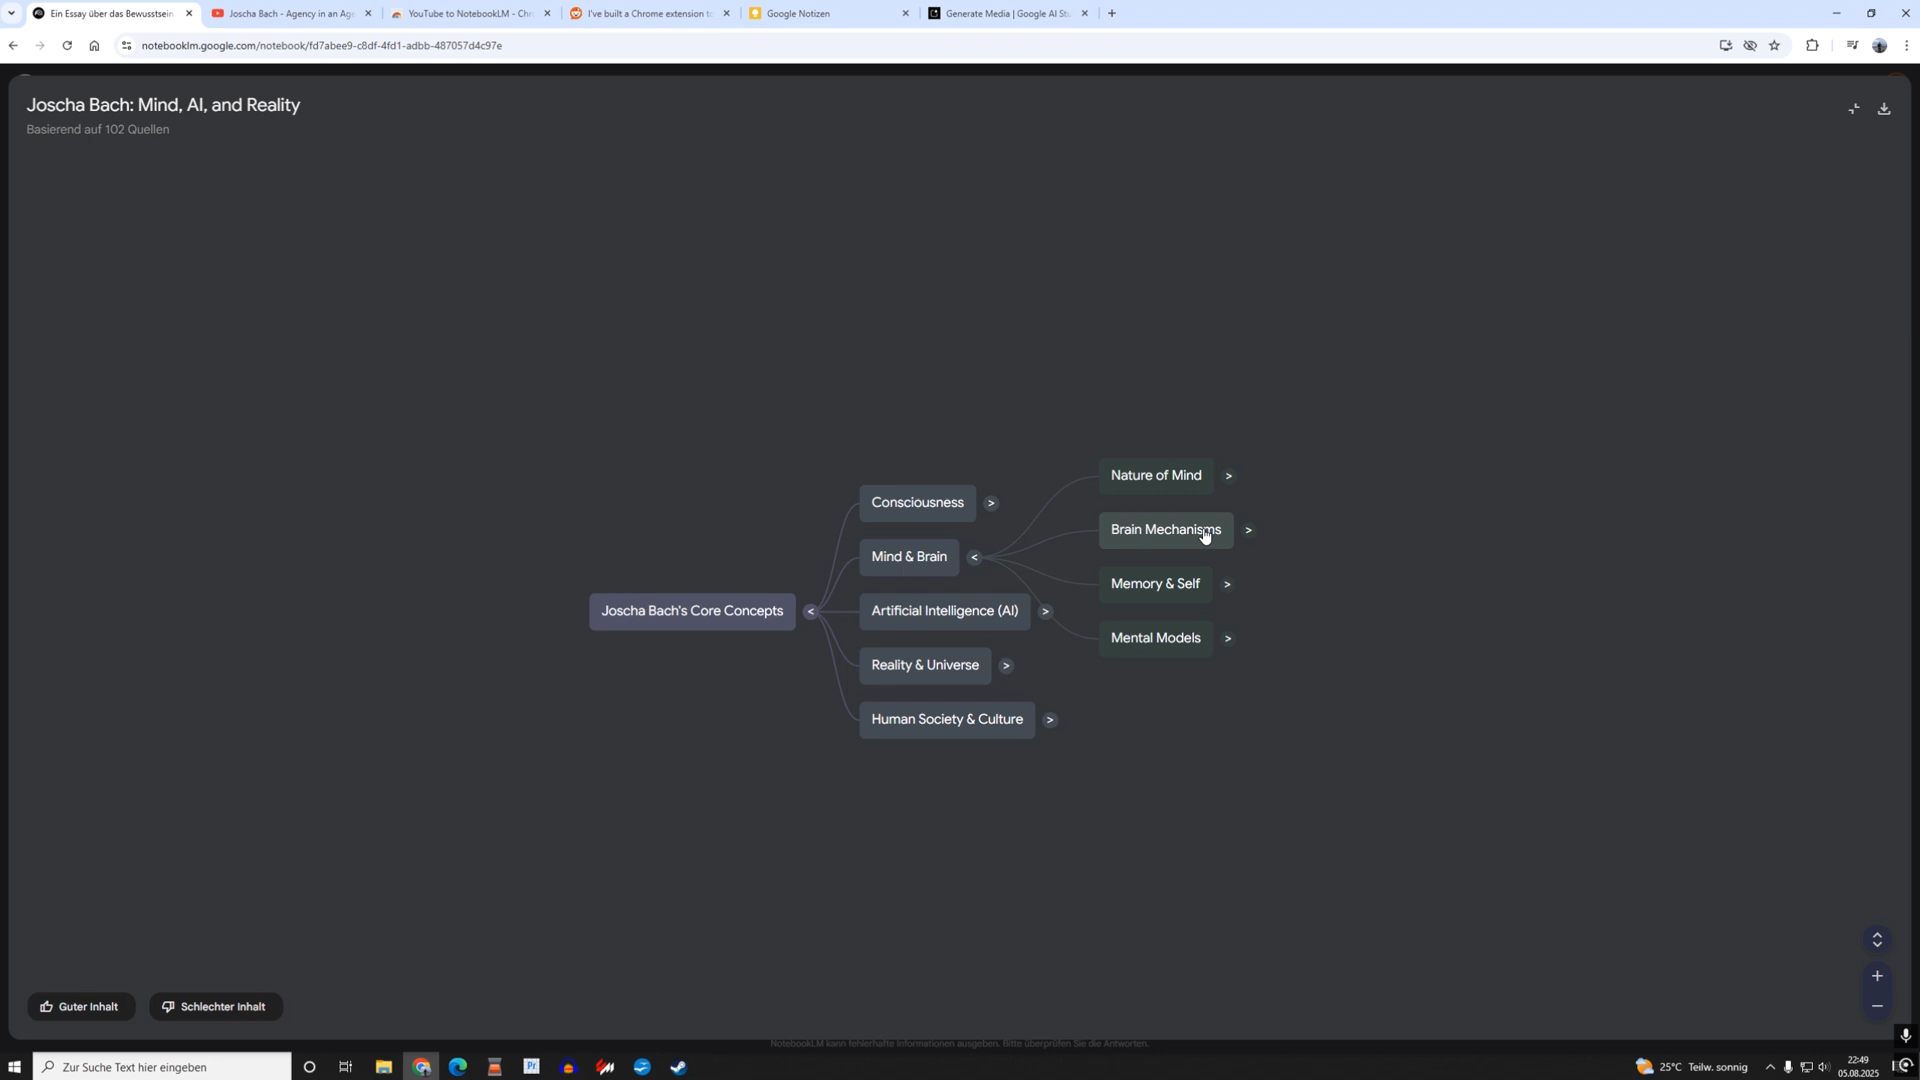 Ein Essay über das Bewusstsein
Joscha Bach - Agency in an Age
YouTube to NotebookLM - Chr
I've built a Chrome extension to
Google Notizen
Generate Media | Google AI Stu
notebooklm.google.com/notebook/fd7abee9-c8df-4fd1-adbb-487057d4c97e
Joscha Bach: Mind, AI, and Reality
Basierend auf 102 Quellen
Joscha Bach's Core Concepts
<
Consciousness
>
Mind & Brain
<
Artificial Intelligence (AI)
>
Reality & Universe
>
Human Society & Culture
>
Nature of Mind
>
Brain Mechanisms
>
Memory & Self
>
Mental Models
>
Guter Inhalt
Schlechter Inhalt
NotebookLM kann fehlerhafte Informationen ausgeben. Bitte überprüfen Sie die Antworten.
Zur Suche Text hier eingeben
Pr
25°C Teilw. sonnig
22:49
05.08.2025